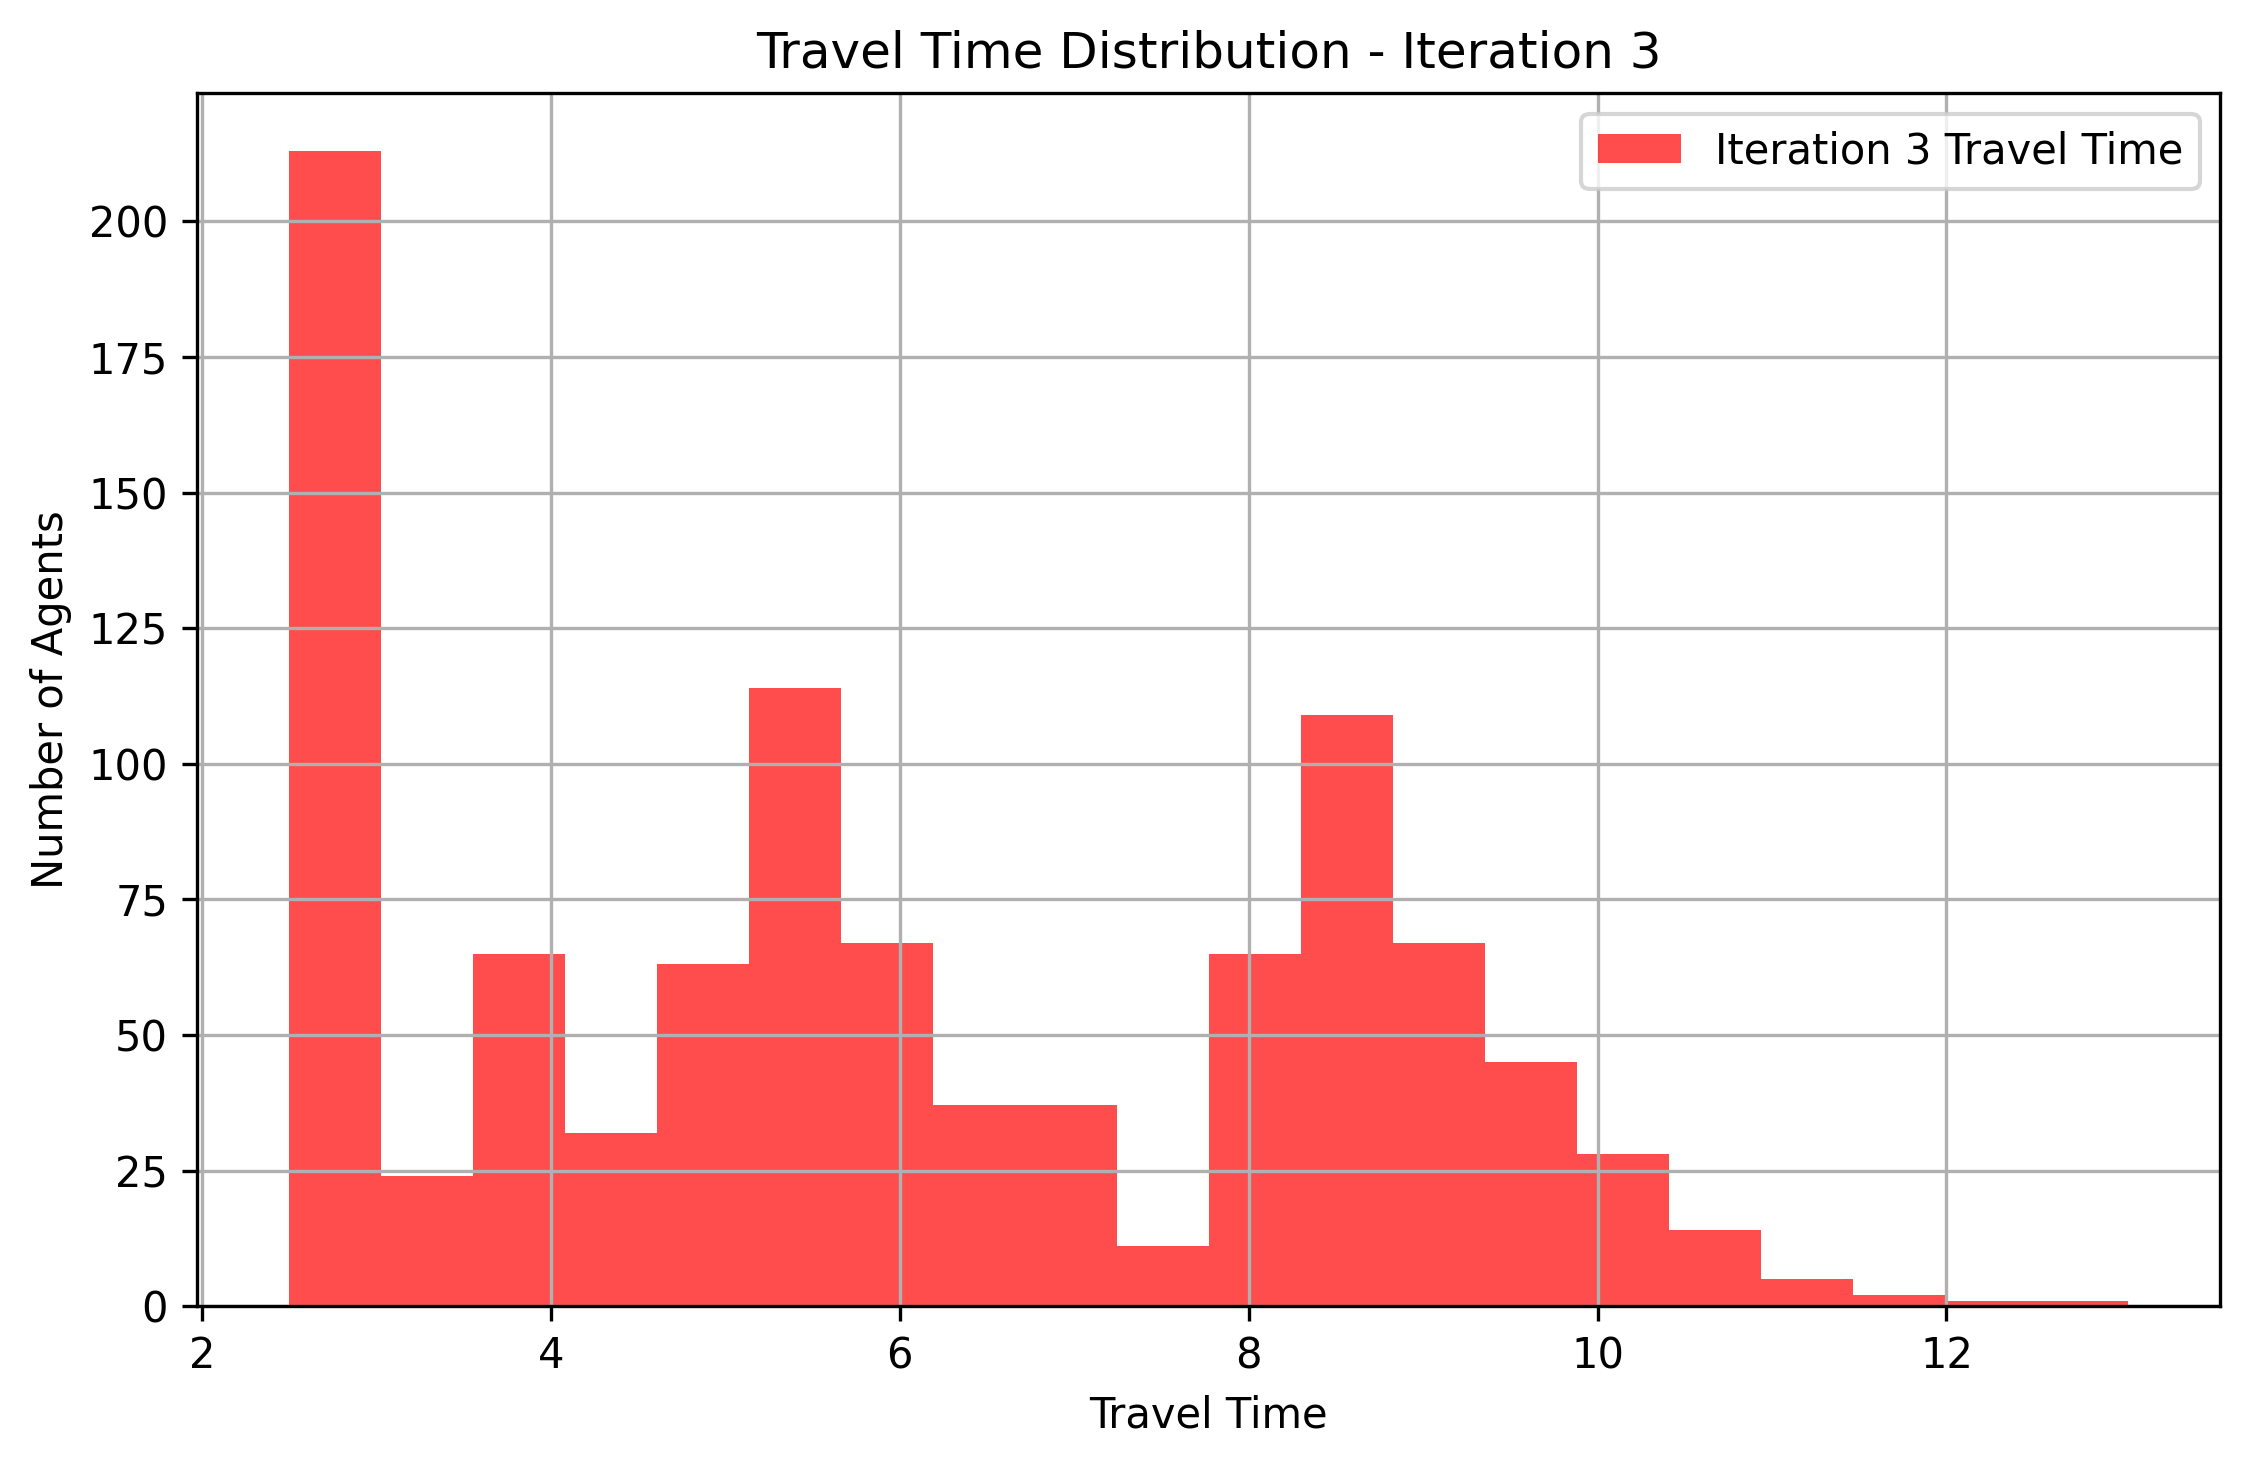 Travel Time Distribution - Iteration 3
Iteration 3 Travel Time
Number of Agents
200
175
150
125
100
75
50
25
0
2 4 6 8 10 12
Travel Time